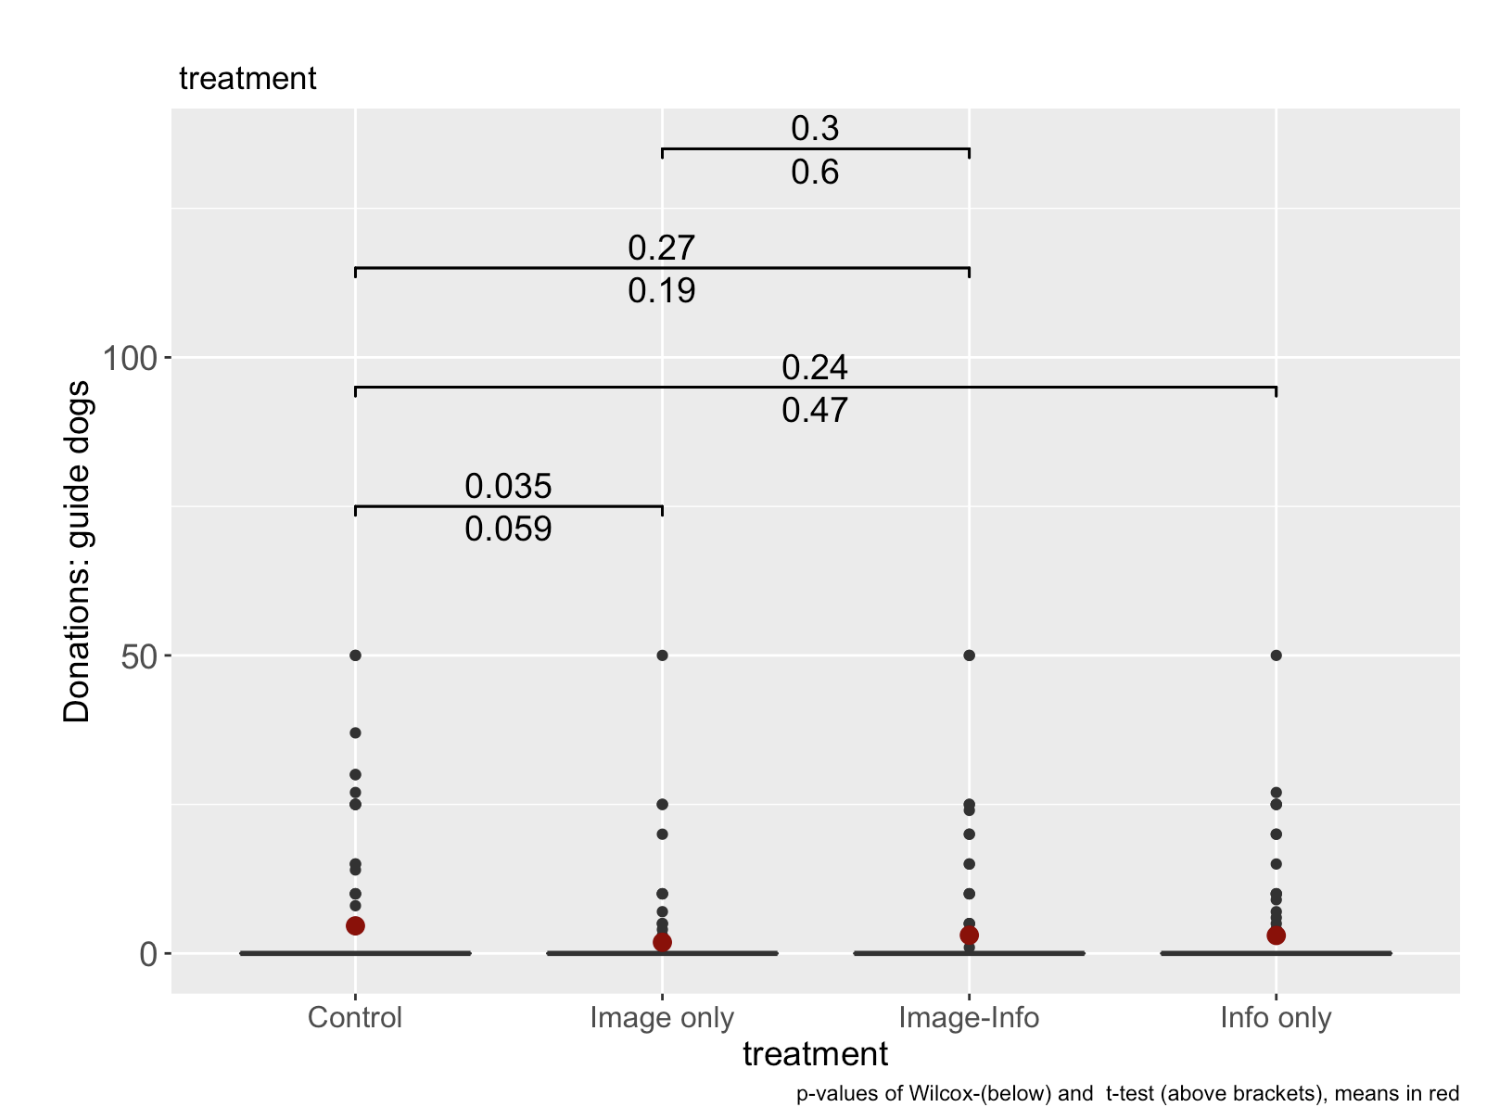 treatment
0.3
0.6
0.27
0.19
100
0.24
0.47
Donations: guide dogs
0.035
0.059
50
0
Control Image only Image-Info Info only
treatment
p-values of Wilcox-(below) and  t-test (above brackets), means in red